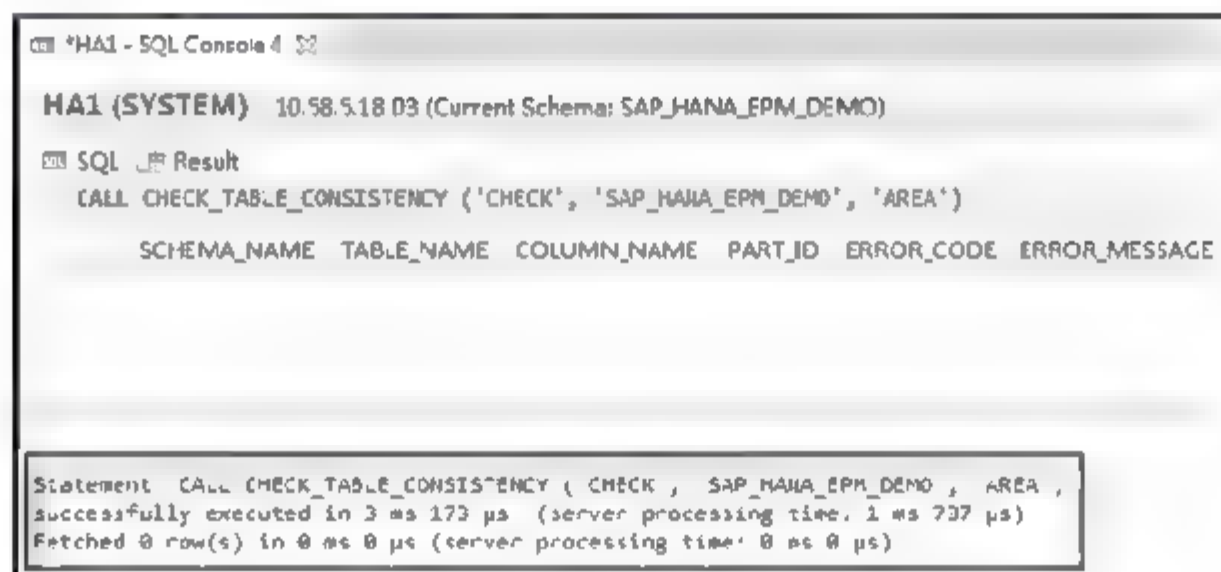 *HA1 - SQL Console 4
HA1 (SYSTEM) 10.58.5.18 03 (Current Schema: SAP_HANA_EPM_DEMO)
SQL Result
CALL CHECK_TABLE_CONSISTENCY ('CHECK', 'SAP_HANA_EPM_DEMO', 'AREA')
SCHEMA_NAME TABLE_NAME COLUMN_NAME PART_ID ERROR_CODE ERROR_MESSAGE
Statement CALL CHECK_TABLE_CONSISTENCY ( CHECK , SAP_HANA_EPM_DEMO , AREA ,
successfully executed in 3 ms 173 µs (server processing time. 1 ms 737 µs)
Fetched 0 row(s) in 0 ms 0 µs (server processing time: 0 ms 0 µs)